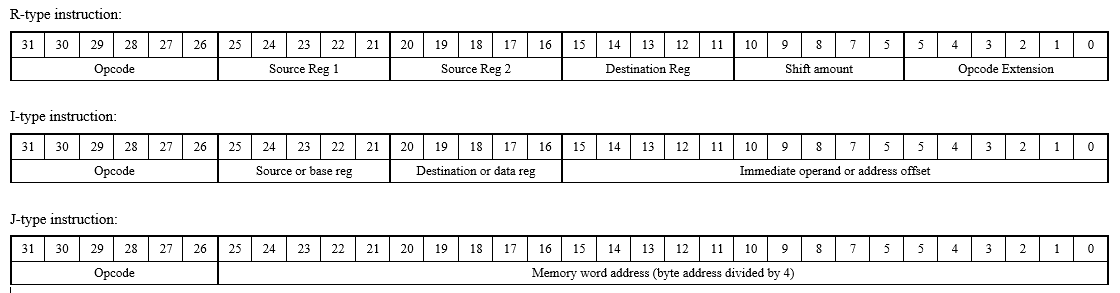 R-type instruction:
31 30 29 28 27 26 25 24 23 22 21 20 19 18 17 16 15 14 13 12 11 10 9 8 7 5 5 4 3 2 1 0
Opcode Source Reg 1 Source Reg 2 Destination Reg Shift amount Opcode Extension
I-type instruction:
31 30 29 28 27 26 25 24 23 22 21 20 19 18 17 16 15 14 13 12 11 10 9 8 7 5 5 4 3 2 1 0
Opcode Source or base reg Destination or data reg Immediate operand or address offset
J-type instruction:
31 30 29 28 27 26 25 24 23 22 21 20 19 18 17 16 15 14 13 12 11 10 9 8 7 5 5 4 3 2 1 0
Opcode Memory word address (byte address divided by 4)